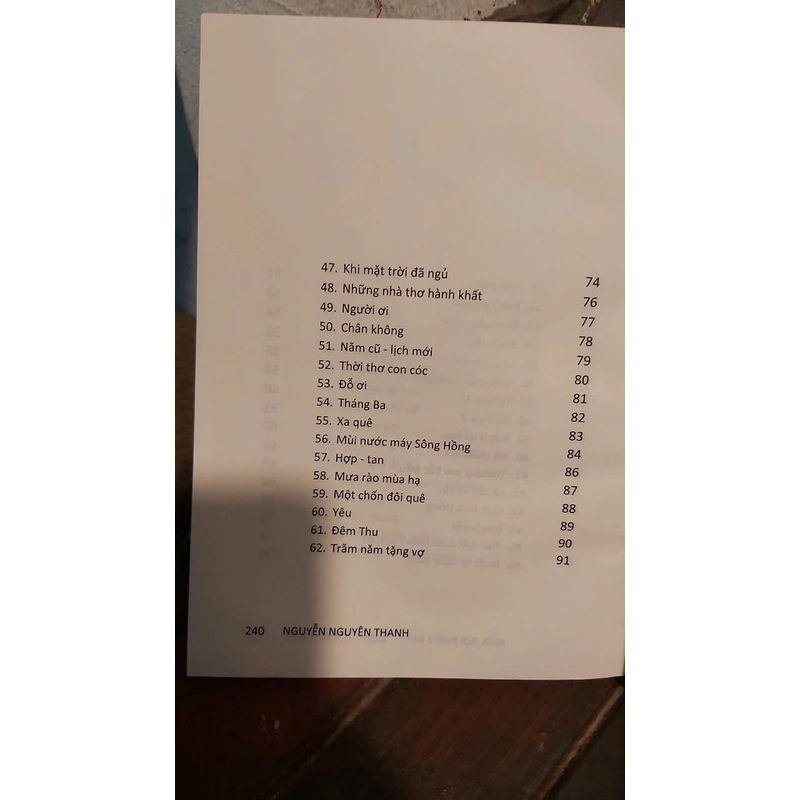 47. Khi mặt trời đã ngủ 74
48. Những nhà thơ hành khất 76
49. Người ơi 77
50. Chân không 78
51. Năm cũ - lịch mới 79
52. Thời thơ con cóc 80
53. Đỗ ơi 81
54. Tháng Ba 82
55. Xa quê 83
56. Mùi nước máy Sông Hồng 84
57. Hợp - tan 86
58. Mưa rào mùa hạ 87
59. Một chốn đôi quê 88
60. Yêu 89
61. Đêm Thu 90
62. Trăm năm tặng vợ 91
240 NGUYỄN NGUYÊN THANH